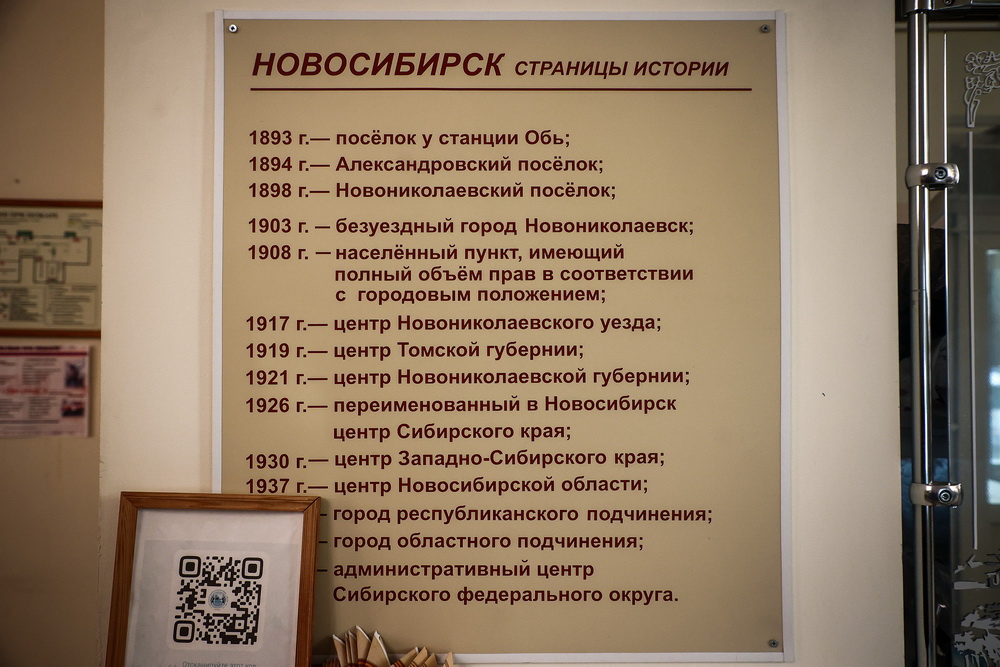 НОВОСИБИРСК СТРАНИЦЫ ИСТОРИИ
1893 г.— посёлок у станции Обь;
1894 г.— Александровский посёлок;
1898 г.— Новониколаевский посёлок;
1903 г. — безуездный город Новониколаевск;
1908 г. — населённый пункт, имеющий
полный объём прав в соответствии
с городовым положением;
1917 г.— центр Новониколаевского уезда;
1919 г.— центр Томской губернии;
1921 г.— центр Новониколаевской губернии;
1926 г.— переименованный в Новосибирск
центр Сибирского края;
1930 г.— центр Западно-Сибирского края;
1937 г.— центр Новосибирской области;
– город республиканского подчинения;
– город областного подчинения;
– административный центр
Сибирского федерального округа.